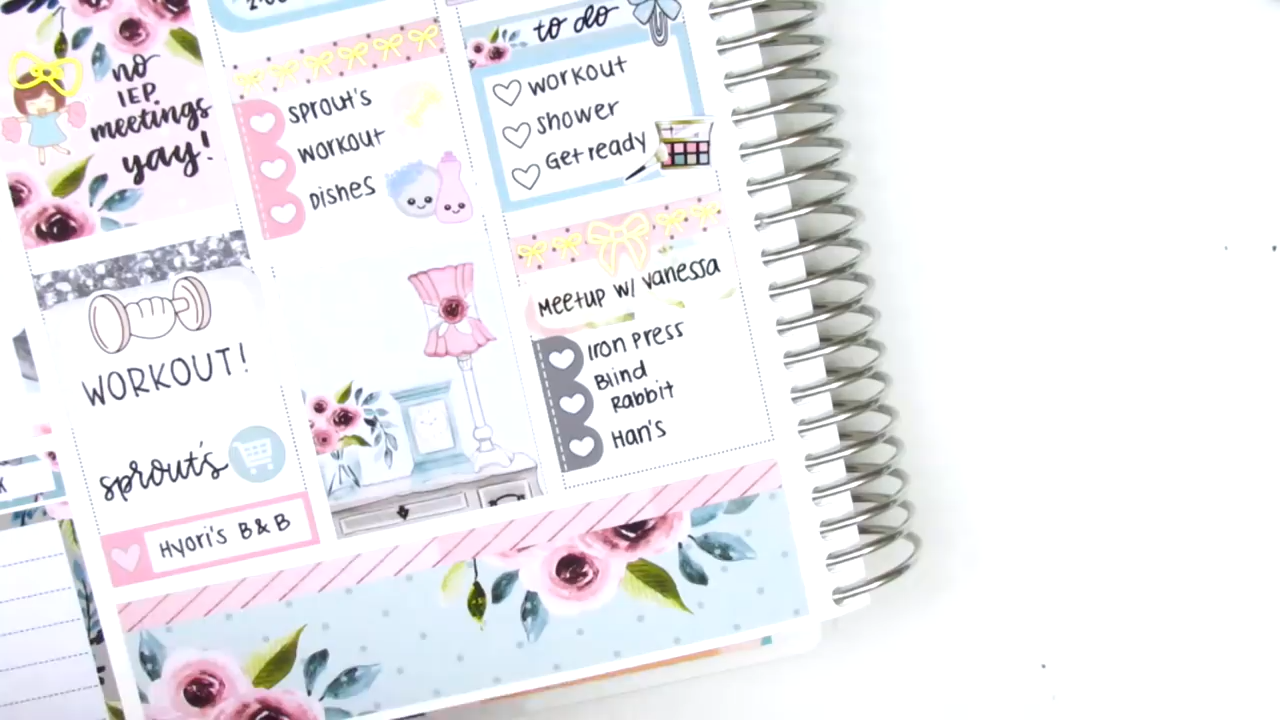 no
IEP
meetings
yay!
WORKOUT!
sprout's
Hyori's B&B
sprout's
workout
Dishes
to do
workout
shower
Get ready
Meetup w/ Vanessa
Iron Press
Blind
Rabbit
Han's